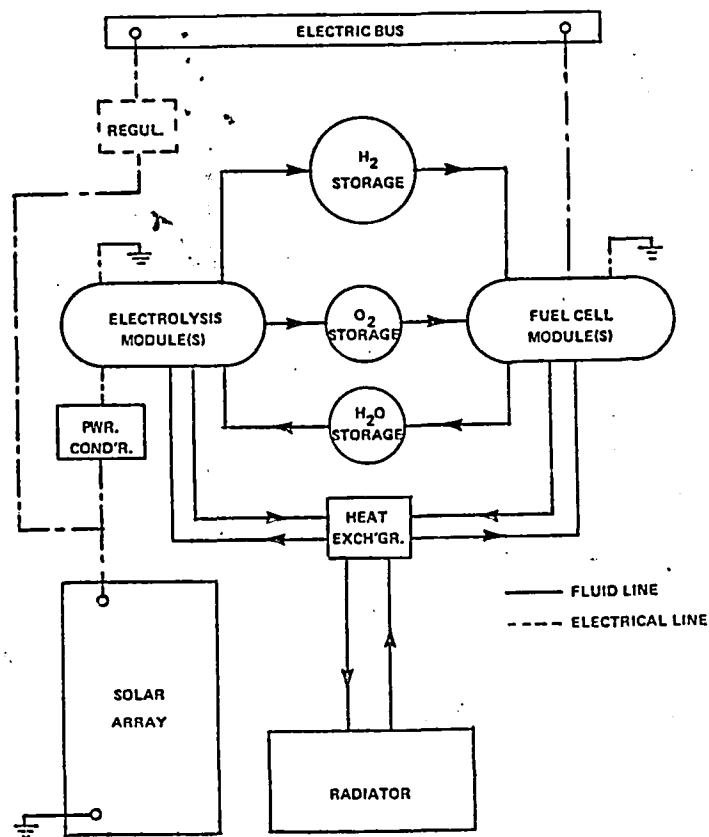 ELECTRIC BUS
REGUL.
H2
STORAGE
ELECTROLYSIS
MODULE(S)
O2
STORAGE
FUEL CELL
MODULE(S)
PWR.
COND'R.
H2O
STORAGE
HEAT
EXCH'GR.
FLUID LINE
ELECTRICAL LINE
SOLAR
ARRAY
RADIATOR